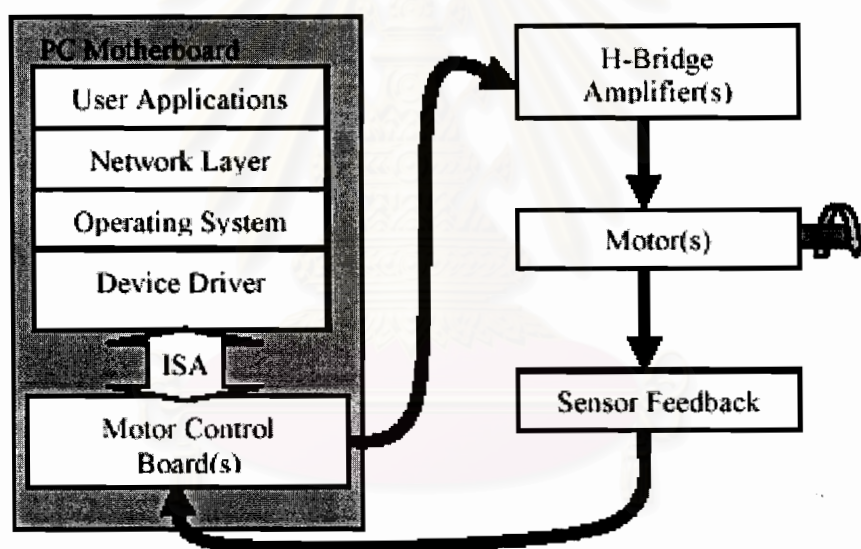 PC Motherboard
User Applications
Network Layer
Operating System
Device Driver
ISA
Motor Control
Board(s)
H-Bridge
Amplifier(s)
Motor(s)
Sensor Feedback